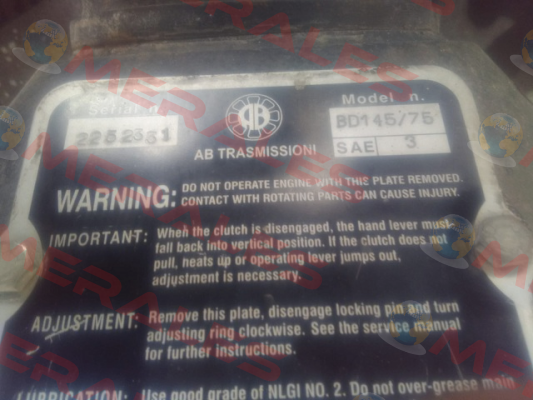 Model n.
2252351
BD145/75
SAE 3
AB TRASMISSIONI
WARNING: DO NOT OPERATE ENGINE WITH THIS PLATE REMOVED.
CONTACT WITH ROTATING PARTS CAN CAUSE INJURY.
IMPORTANT: When the clutch is disengaged, the hand lever must
fall back into vertical position. If the clutch does not
pull, heats up or operating lever jumps out,
adjustment is necessary.
ADJUSTMENT: Remove this plate, disengage locking pin and turn
adjusting ring clockwise. See the service manual
for further instructions.
LUBRICATION: Use good grade of NLGI NO. 2. Do not over-grease main
MERALES